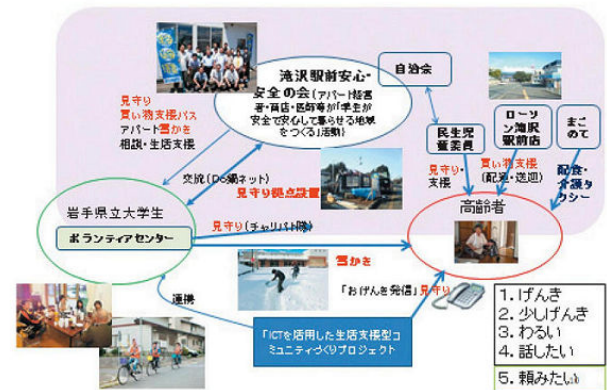 滝沢駅前安心・
安全の会(アパート経営
者・商店・医師等が「学生が
安全で安心して暮らせる地域
をつくる」活動)
自治会
見守り
買い物支援バス
アパート雪かき
相談・生活支援
民生児
童委員
ローソ
ン滝沢
駅前店
まご
のて
交流(Do鍋ネット)
見守り拠点設置
見守り・
支援
買い物支援
(配達・送迎)
配食・
介護タ
クシー
岩手県立大学生
ボランティアセンター
見守り(チャリパト隊)
高齢者
雪かき
連携
「おげんき発信」見守り
「ICTを活用した生活支援型コ
ミュニティづくりプロジェクト
1. げんき
2. 少しげんき
3. わるい
4. 話したい
5. 頼みたい